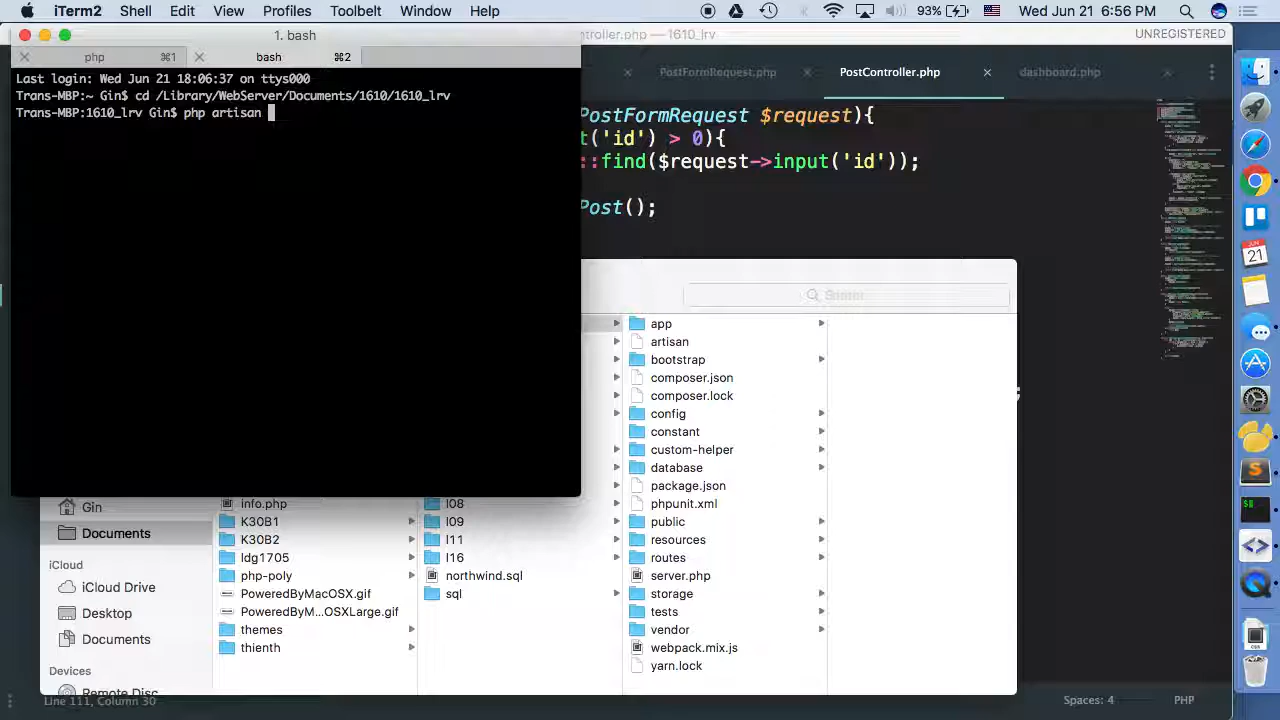 iTerm2 Shell Edit View Profiles Toolbelt Window Help 93% Wed Jun 21 6:56 PM
1. bash
controller.php — 1610_lrv UNREGISTERED
php ⌘1 bash ⌘2
PostFormRequest.php PostController.php dashboard.php
Last login: Wed Jun 21 18:06:37 on ttys000
Trans-MBP:~ Gin$ cd /Library/WebServer/Documents/1610/1610_lrv
Trans-MBP:1610_lrv Gin$ php artisan
PostFormRequest $request){
t('id') > 0){
::find($request->input('id'));
Post();
app
artisan
bootstrap
composer.json
composer.lock
config
constant
custom-helper
database
package.json
phpunit.xml
public
resources
routes
server.php
storage
tests
vendor
webpack.mix.js
yarn.lock
l08
l09
l11
l16
northwind.sql
sql
info.php
K30B1
K30B2
ldg1705
php-poly
PoweredByMacOSX.gif
PoweredByM...OSXLarge.gif
themes
thienth
Gin
Documents
iCloud
iCloud Drive
Desktop
Documents
Devices
Remote Disc
Line 111, Column 30 Spaces: 4 PHP
JUN
21